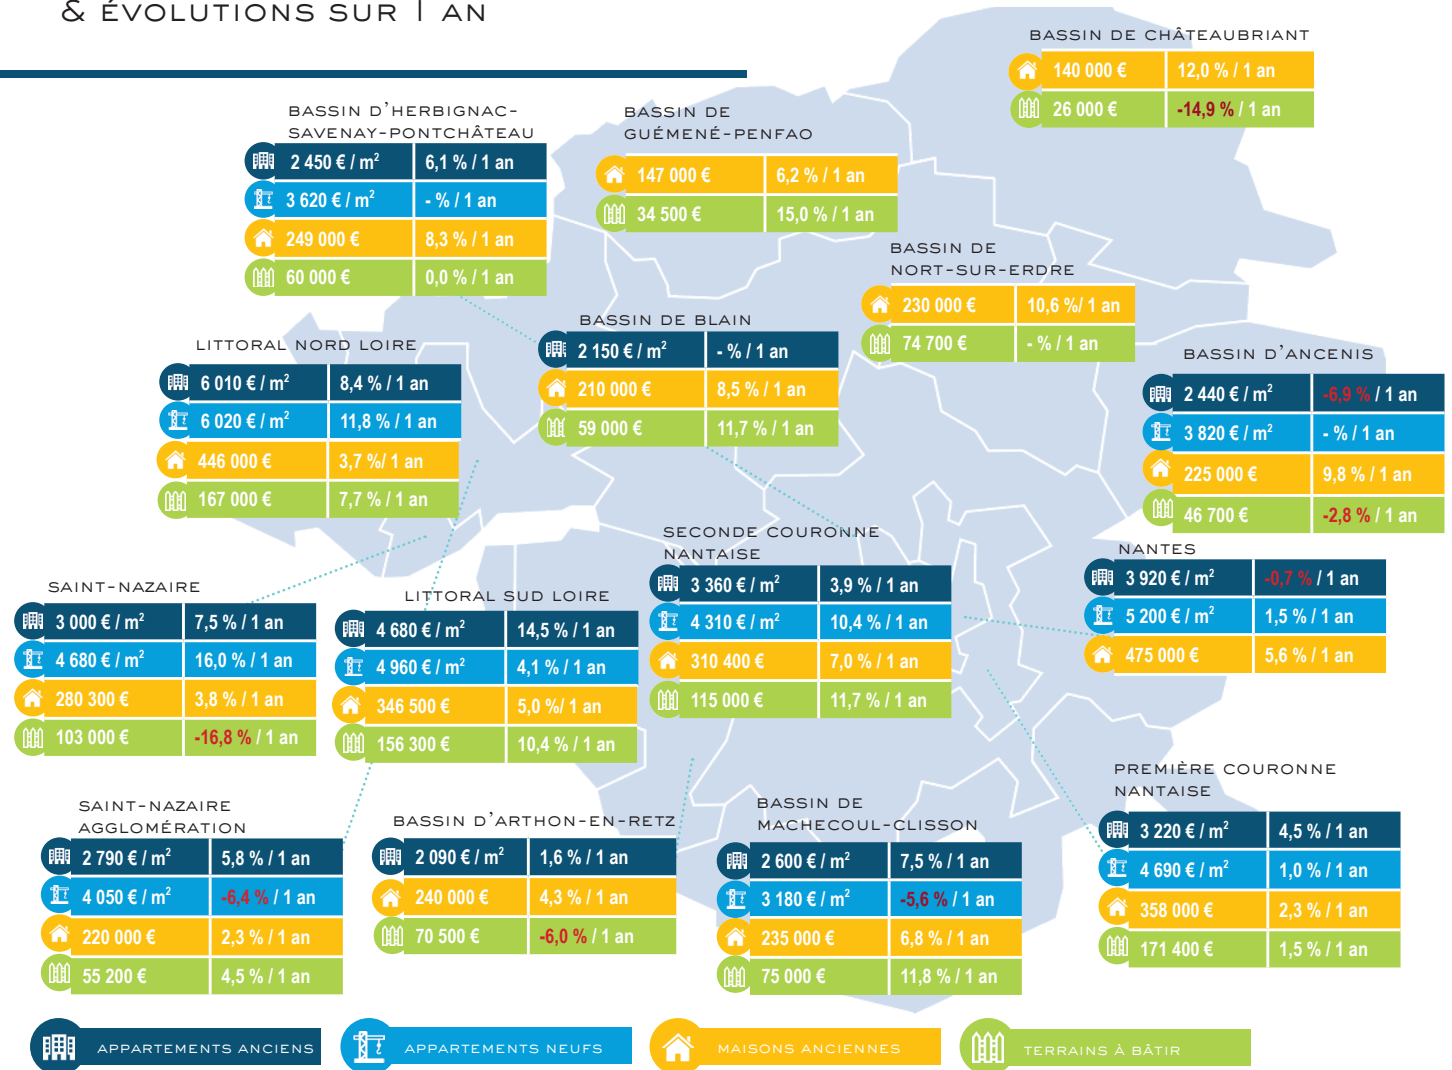 & ÉVOLUTIONS SUR 1 AN
BASSIN DE CHÂTEAUBRIANT
140 000 € 12,0 % / 1 an
26 000 € -14,9 % / 1 an
BASSIN D'HERBIGNAC-
SAVENAY-PONTCHÂTEAU
2 450 € / m² 6,1 % / 1 an
3 620 € / m² - % / 1 an
249 000 € 8,3 % / 1 an
60 000 € 0,0 % / 1 an
BASSIN DE
GUÉMENÉ-PENFAO
147 000 € 6,2 % / 1 an
34 500 € 15,0 % / 1 an
BASSIN DE
NORT-SUR-ERDRE
230 000 € 10,6 %/ 1 an
74 700 € - % / 1 an
BASSIN DE BLAIN
2 150 € / m² - % / 1 an
210 000 € 8,5 % / 1 an
59 000 € 11,7 % / 1 an
LITTORAL NORD LOIRE
6 010 € / m² 8,4 % / 1 an
6 020 € / m² 11,8 % / 1 an
446 000 € 3,7 %/ 1 an
167 000 € 7,7 % / 1 an
BASSIN D'ANCENIS
2 440 € / m² -6,9 % / 1 an
3 820 € / m² - % / 1 an
225 000 € 9,8 % / 1 an
46 700 € -2,8 % / 1 an
SECONDE COURONNE
NANTAISE
3 360 € / m² 3,9 % / 1 an
4 310 € / m² 10,4 % / 1 an
310 400 € 7,0 % / 1 an
115 000 € 11,7 % / 1 an
NANTES
3 920 € / m² -0,7 % / 1 an
5 200 € / m² 1,5 % / 1 an
475 000 € 5,6 % / 1 an
SAINT-NAZAIRE
3 000 € / m² 7,5 % / 1 an
4 680 € / m² 16,0 % / 1 an
280 300 € 3,8 % / 1 an
103 000 € -16,8 % / 1 an
LITTORAL SUD LOIRE
4 680 € / m² 14,5 % / 1 an
4 960 € / m² 4,1 % / 1 an
346 500 € 5,0 %/ 1 an
156 300 € 10,4 % / 1 an
PREMIÈRE COURONNE
NANTAISE
3 220 € / m² 4,5 % / 1 an
4 690 € / m² 1,0 % / 1 an
358 000 € 2,3 % / 1 an
171 400 € 1,5 % / 1 an
SAINT-NAZAIRE
AGGLOMÉRATION
2 790 € / m² 5,8 % / 1 an
4 050 € / m² -6,4 % / 1 an
220 000 € 2,3 % / 1 an
55 200 € 4,5 % / 1 an
BASSIN D'ARTHON-EN-RETZ
2 090 € / m² 1,6 % / 1 an
240 000 € 4,3 % / 1 an
70 500 € -6,0 % / 1 an
BASSIN DE
MACHECOUL-CLISSON
2 600 € / m² 7,5 % / 1 an
3 180 € / m² -5,6 % / 1 an
235 000 € 6,8 % / 1 an
75 000 € 11,8 % / 1 an
APPARTEMENTS ANCIENS
APPARTEMENTS NEUFS
MAISONS ANCIENNES
TERRAINS À BÂTIR